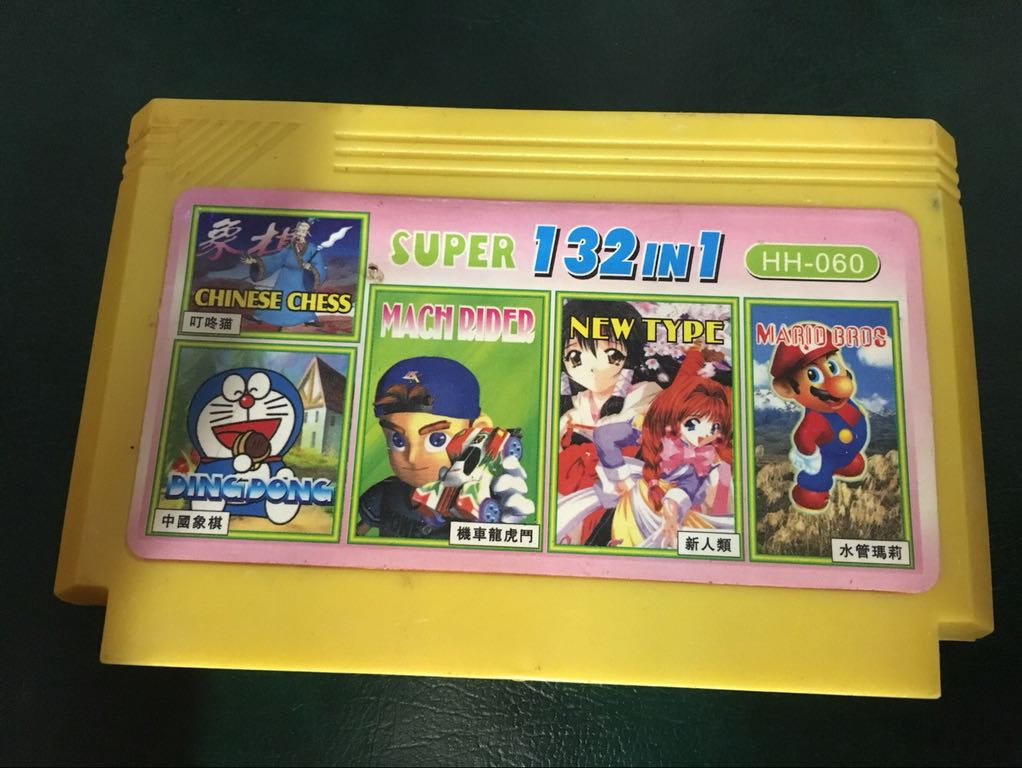 SUPER 132 IN 1
HH-060
象棋
CHINESE CHESS
叮咚猫
DING DONG
中國象棋
MACH RIDER
機車龍虎鬥
NEW TYPE
新人類
MARIO BROS
水管瑪莉